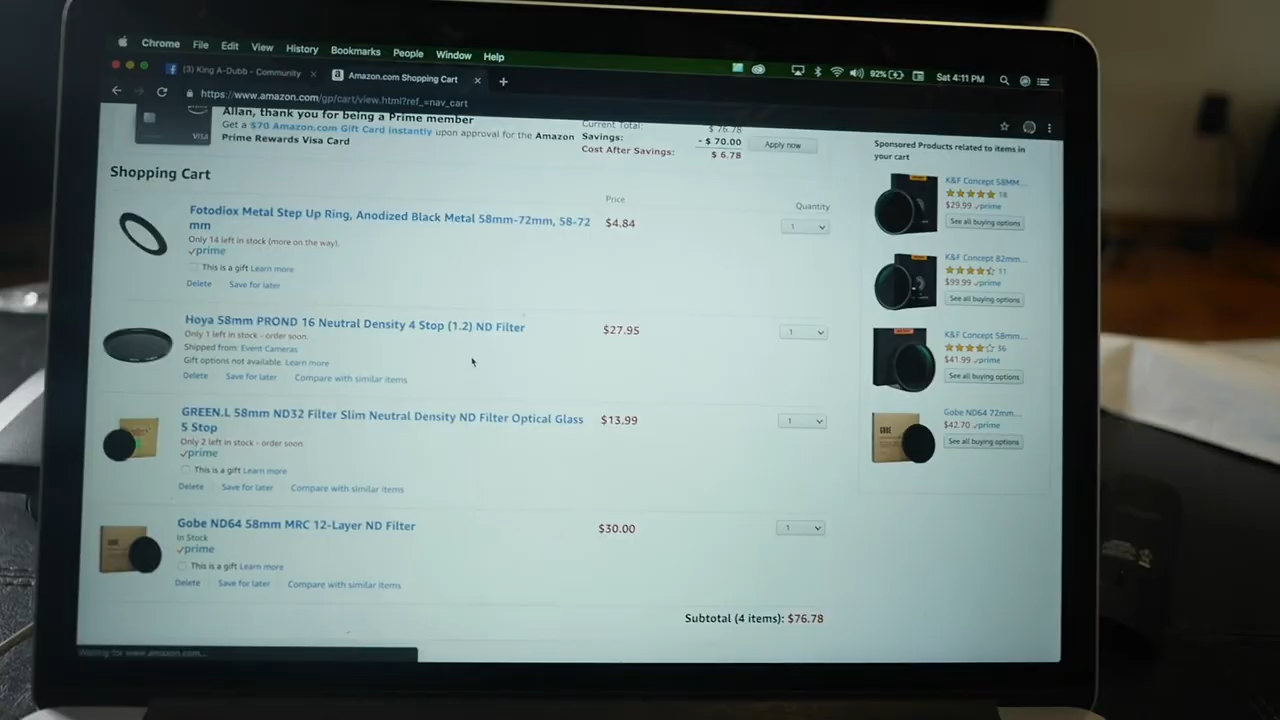 Chrome File Edit View History Bookmarks People Window Help
92% Sat 4:11 PM
(3) King A-Dubb - Community
Amazon.com Shopping Cart
https://www.amazon.com/gp/cart/view.html?ref_=nav_cart
Allan, thank you for being a Prime member
Get a $70 Amazon.com Gift Card instantly upon approval for the Amazon
Prime Rewards Visa Card
VISA
Current Total: $ 76.78
Savings: - $ 70.00
Cost After Savings: $ 6.78
Apply now
Shopping Cart
Price
Quantity
Fotodiox Metal Step Up Ring, Anodized Black Metal 58mm-72mm, 58-72
mm
$4.84
1
Only 14 left in stock (more on the way).
prime
This is a gift Learn more
Delete Save for later
Hoya 58mm PROND 16 Neutral Density 4 Stop (1.2) ND Filter
$27.95
1
Only 1 left in stock - order soon.
Shipped from: Event Cameras
Gift options not available. Learn more
Delete Save for later Compare with similar items
GREEN.L 58mm ND32 Filter Slim Neutral Density ND Filter Optical Glass
5 Stop
$13.99
1
Only 2 left in stock - order soon.
prime
This is a gift Learn more
Delete Save for later Compare with similar items
Gobe ND64 58mm MRC 12-Layer ND Filter
$30.00
1
In Stock
prime
This is a gift Learn more
Delete Save for later Compare with similar items
Subtotal (4 items): $76.78
Waiting for www.amazon.com...
Sponsored Products related to items in
your cart
K&F Concept 58MM...
18
$29.99 prime
See all buying options
K&F Concept 82mm...
11
$99.99 prime
See all buying options
K&F Concept 58mm...
36
$41.99 prime
See all buying options
Gobe ND64 72mm...
$42.70 prime
See all buying options